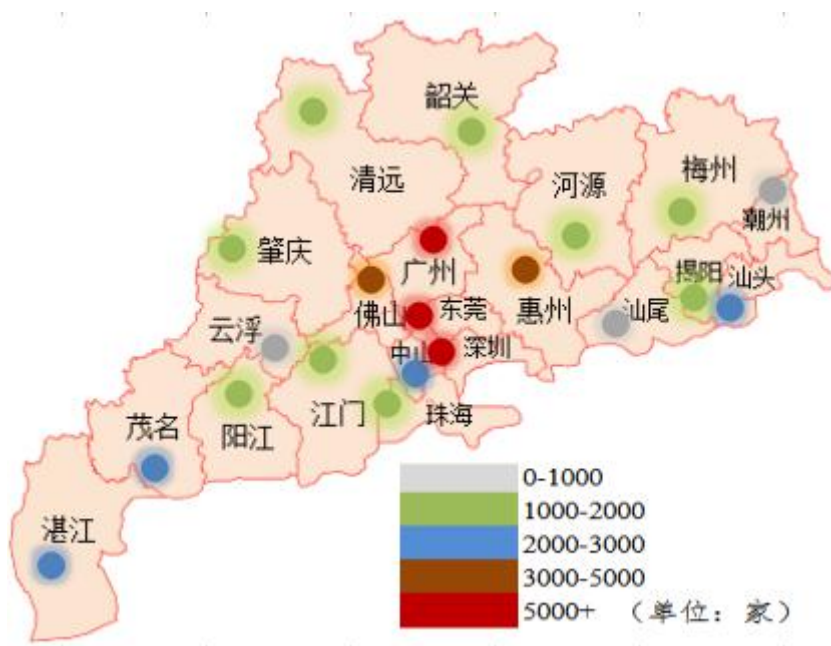 韶关
清远
河源
梅州
潮州
肇庆
广州
揭阳
汕头
佛山
东莞
惠州
汕尾
云浮
中山
深圳
茂名
阳江
江门
珠海
湛江
0-1000
1000-2000
2000-3000
3000-5000
5000+ （单位：家）